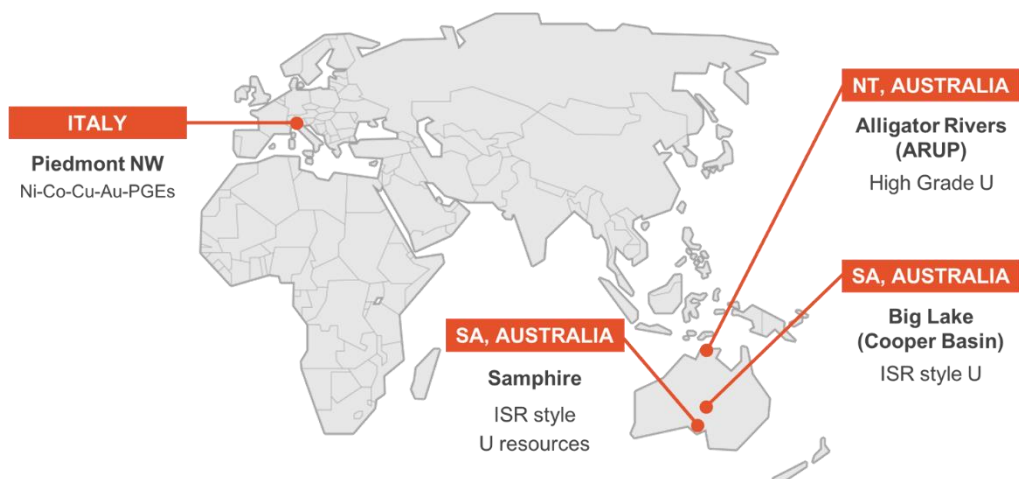 ITALY
Piedmont NW
Ni-Co-Cu-Au-PGEs
NT, AUSTRALIA
Alligator Rivers
(ARUP)
High Grade U
SA, AUSTRALIA
Big Lake
(Cooper Basin)
ISR style U
SA, AUSTRALIA
Samphire
ISR style
U resources